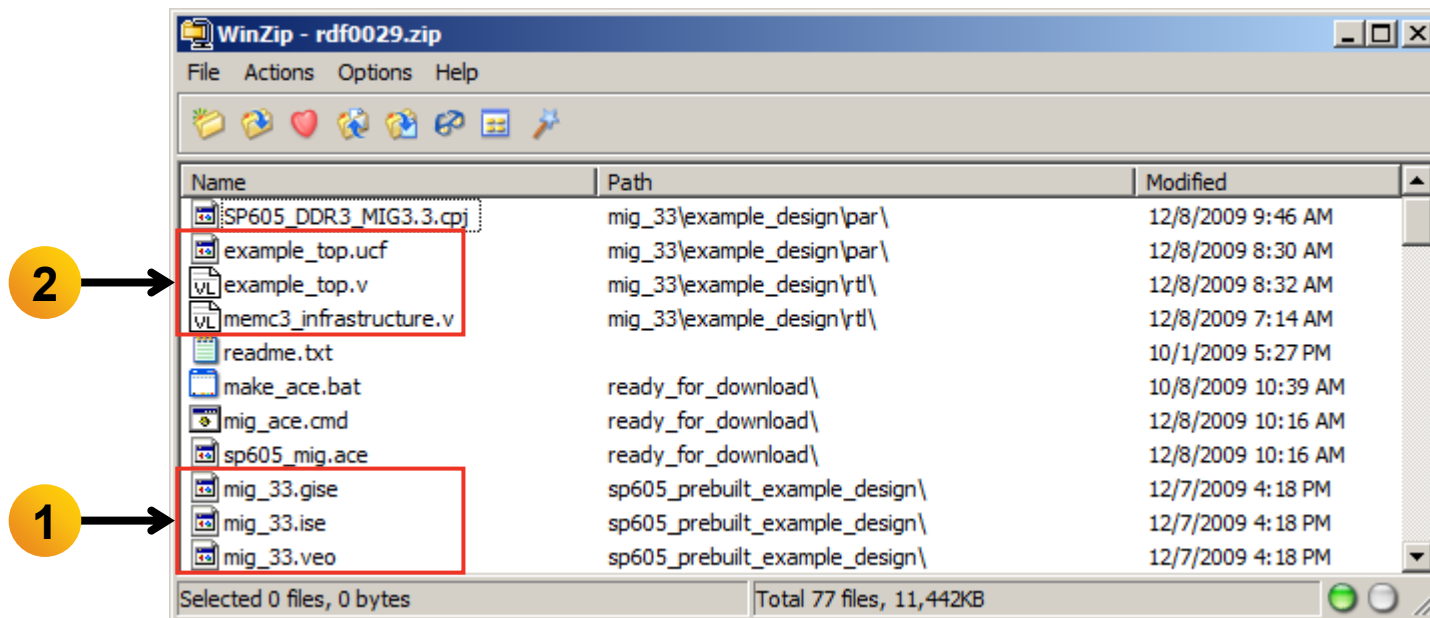 WinZip - rdf0029.zip
File Actions Options Help
Name Path Modified
SP605_DDR3_MIG3.3.cpj mig_33\example_design\par\ 12/8/2009 9:46 AM
example_top.ucf mig_33\example_design\par\ 12/8/2009 8:30 AM
2 example_top.v mig_33\example_design\rtl\ 12/8/2009 8:32 AM
memc3_infrastructure.v mig_33\example_design\rtl\ 12/8/2009 7:14 AM
readme.txt 10/1/2009 5:27 PM
make_ace.bat ready_for_download\ 10/8/2009 10:39 AM
mig_ace.cmd ready_for_download\ 12/8/2009 10:16 AM
sp605_mig.ace ready_for_download\ 12/8/2009 10:16 AM
mig_33.gise sp605_prebuilt_example_design\ 12/7/2009 4:18 PM
1 mig_33.ise sp605_prebuilt_example_design\ 12/7/2009 4:18 PM
mig_33.veo sp605_prebuilt_example_design\ 12/7/2009 4:18 PM
Selected 0 files, 0 bytes Total 77 files, 11,442KB